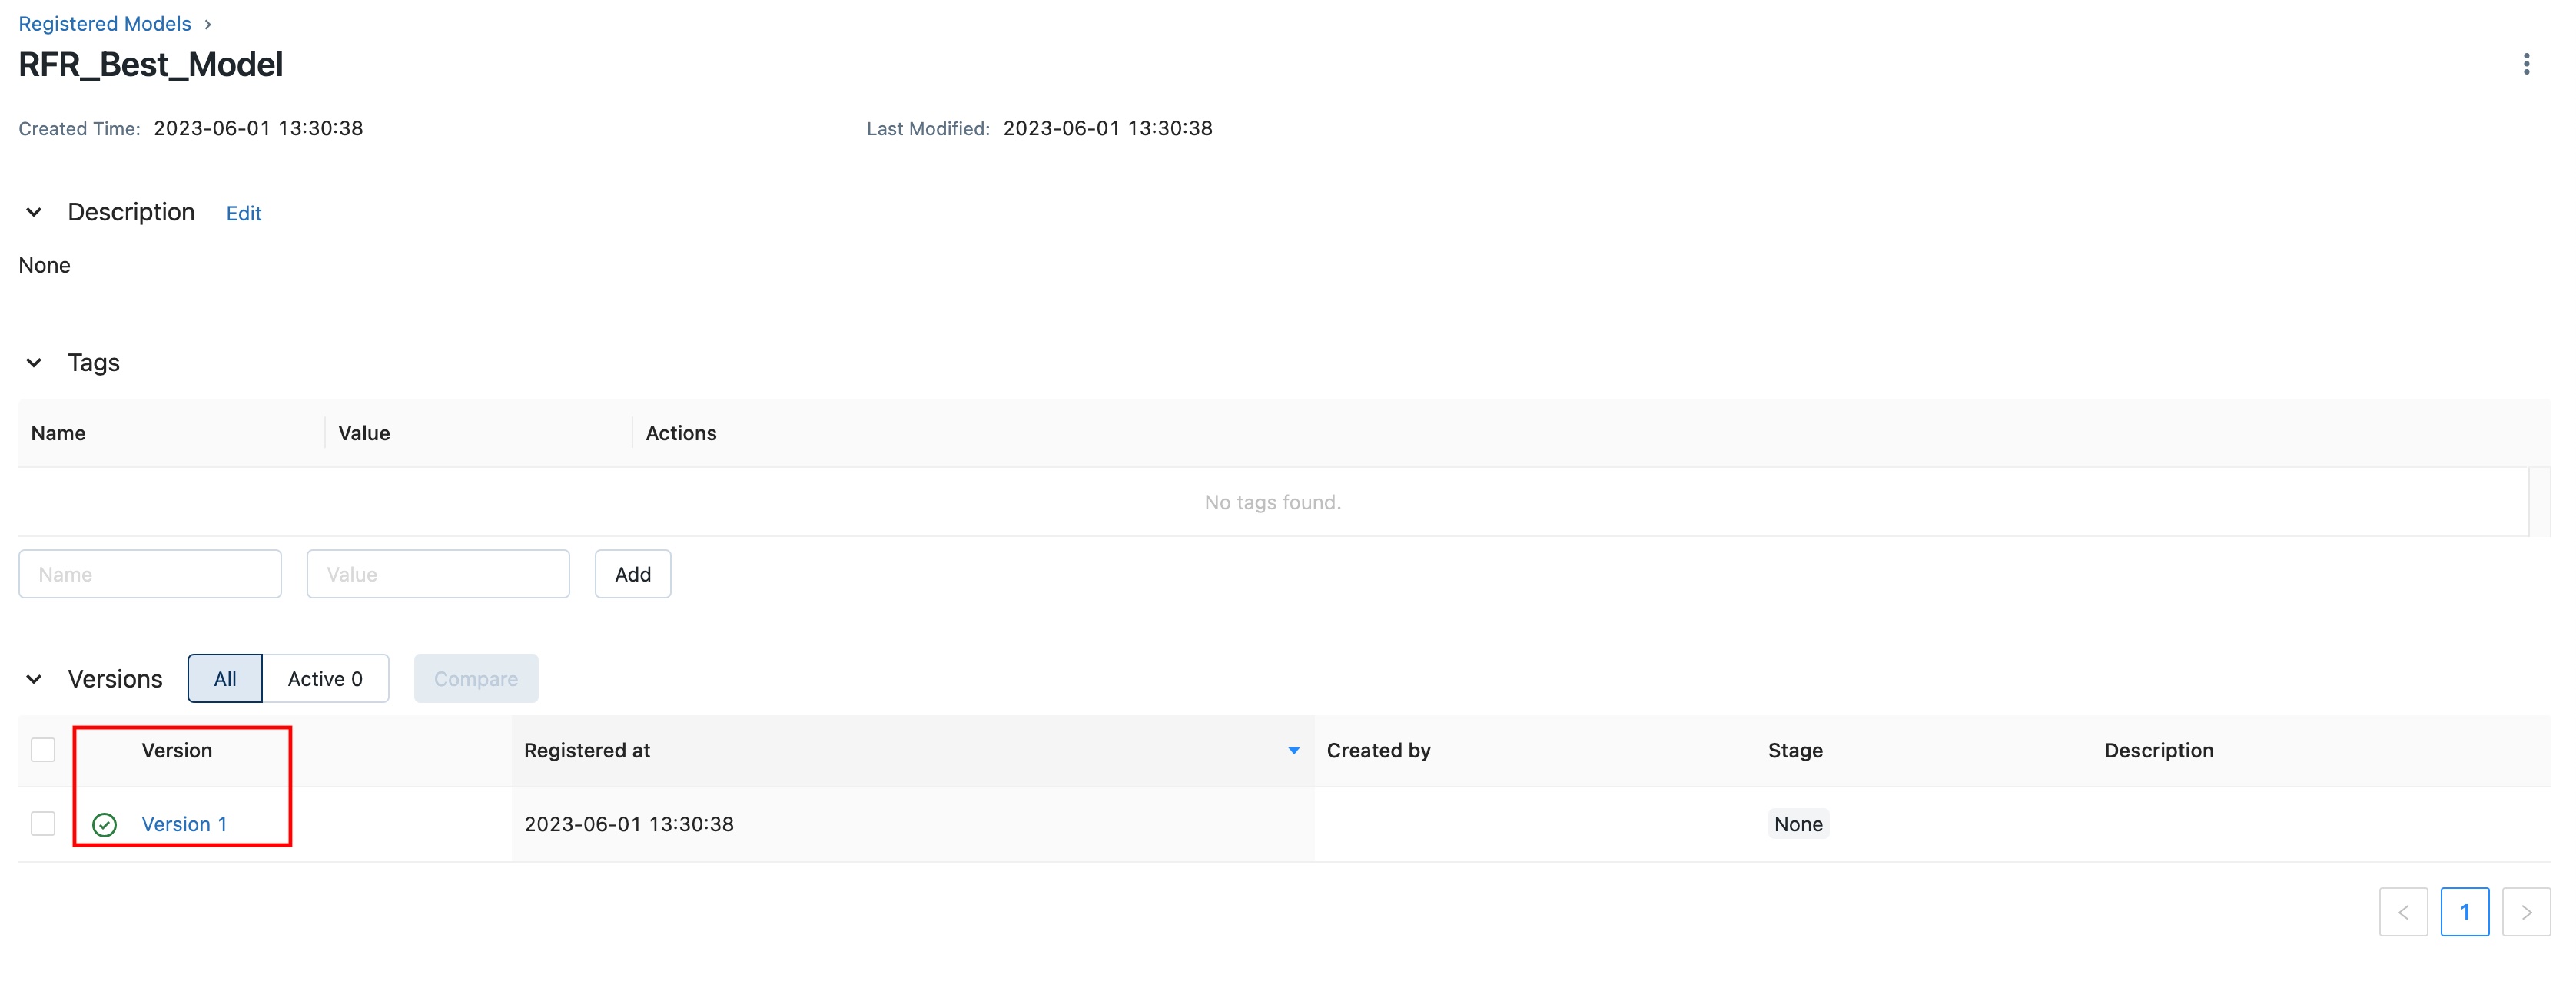 Registered Models
RFR_Best_Model
Created Time: 2023-06-01 13:30:38 Last Modified: 2023-06-01 13:30:38
Description Edit
None
Tags
Name Value Actions
No tags found.
Name Value Add
Versions All Active 0 Compare
Version Registered at Created by Stage Description
Version 1 2023-06-01 13:30:38 None
1